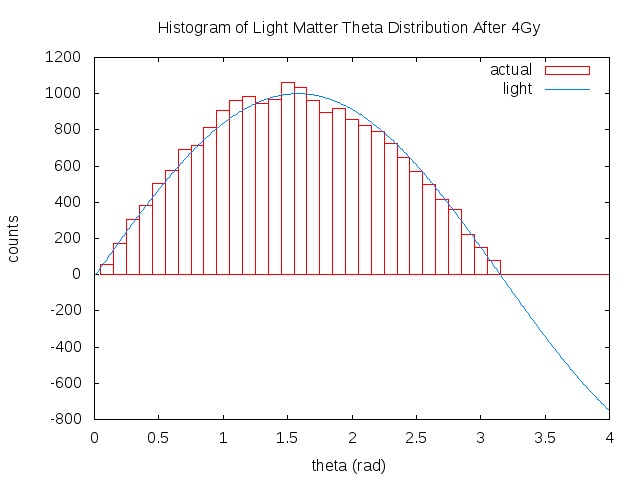 Histogram of Light Matter Theta Distribution After 4Gy
1200
1000
800
600
400
200
0
-200
-400
-600
-800
counts
actual
light
0 0.5 1 1.5 2 2.5 3 3.5 4
theta (rad)